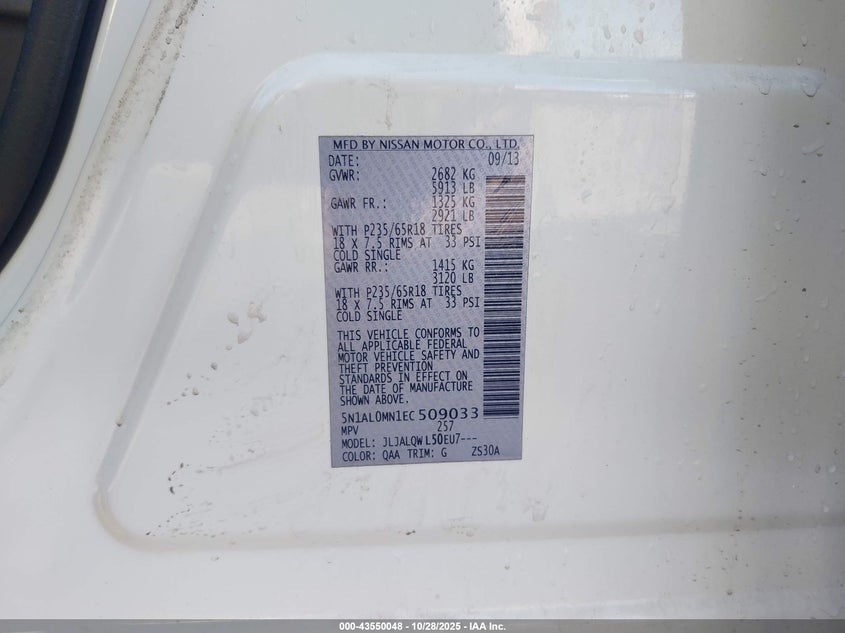 MFD BY NISSAN MOTOR CO., LTD.
DATE: 09/13
GVWR: 2682 KG
5913 LB
GAWR FR.: 1325 KG
2921 LB
WITH P235/65R18 TIRES
18 X 7.5 RIMS AT 33 PSI
COLD SINGLE
GAWR RR.: 1415 KG
3120 LB
WITH P235/65R18 TIRES
18 X 7.5 RIMS AT 33 PSI
COLD SINGLE
THIS VEHICLE CONFORMS TO
ALL APPLICABLE FEDERAL
MOTOR VEHICLE SAFETY AND
THEFT PREVENTION
STANDARDS IN EFFECT ON
THE DATE OF MANUFACTURE
SHOWN ABOVE.
5N1AL0MN1EC509033
MPV 257
MODEL: JLJALQWL50EU7---
COLOR: QAA TRIM: G ZS30A
000-43550048 - 10/28/2025 - IAA Inc.